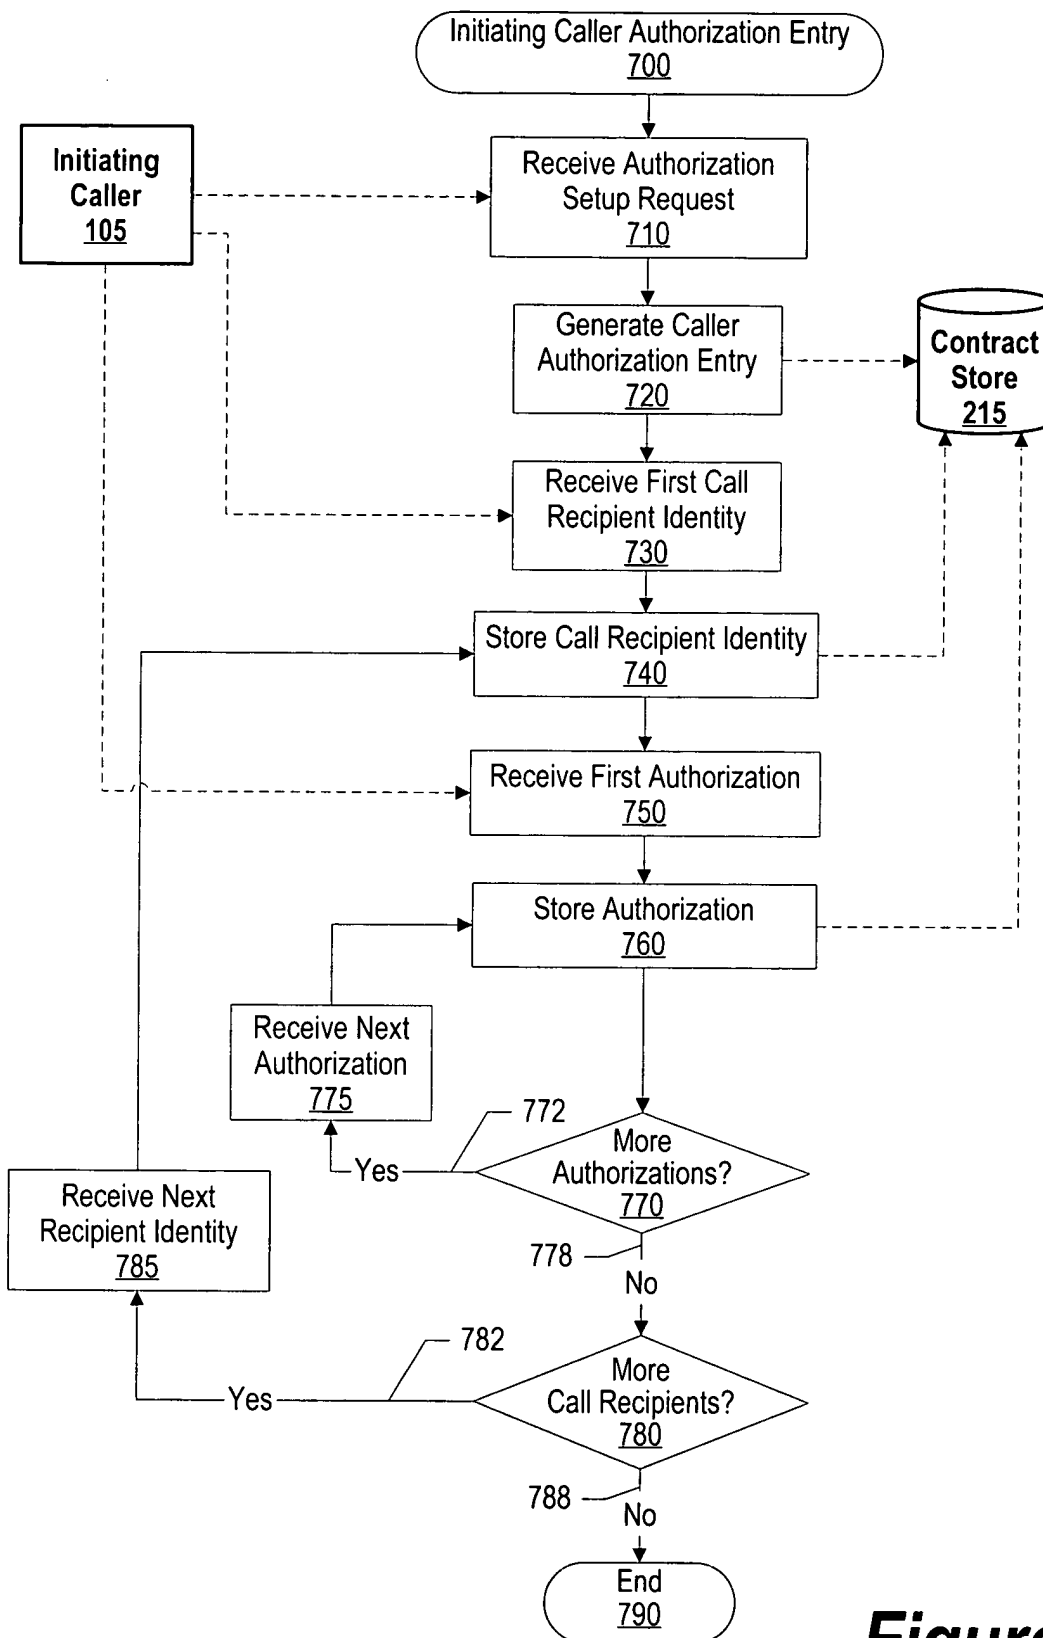 Initiating Caller Authorization Entry
700
Initiating
Caller
105
Receive Authorization
Setup Request
710
Generate Caller
Authorization Entry
720
Contract
Store
215
Receive First Call
Recipient Identity
730
Store Call Recipient Identity
740
Receive First Authorization
750
Store Authorization
760
Receive Next
Authorization
775
772
Yes
More
Authorizations?
770
Receive Next
Recipient Identity
785
778
No
782
Yes
More
Call Recipients?
780
788
No
End
790
Figure